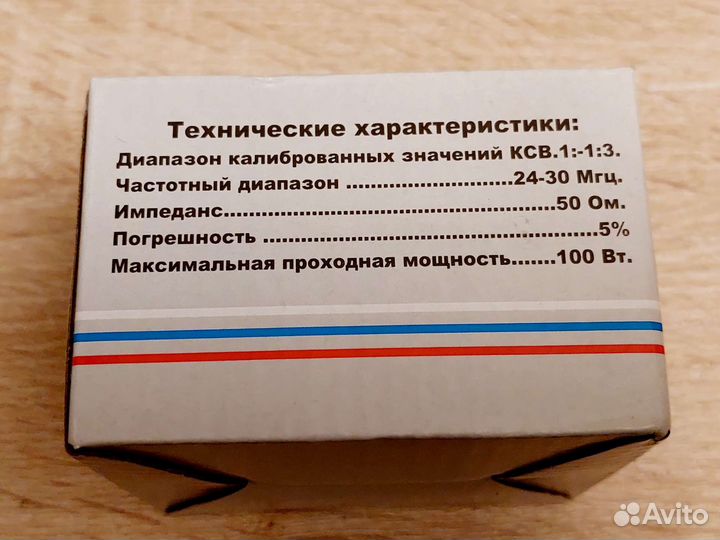 Технические характеристики:
Диапазон калиброванных значений КСВ.1:-1:3.
Частотный диапазон .........................24-30 Мгц.
Импеданс.................................................50 Ом.
Погрешность ..................................................5%
Максимальная проходная мощность.......100 Вт.
Avito